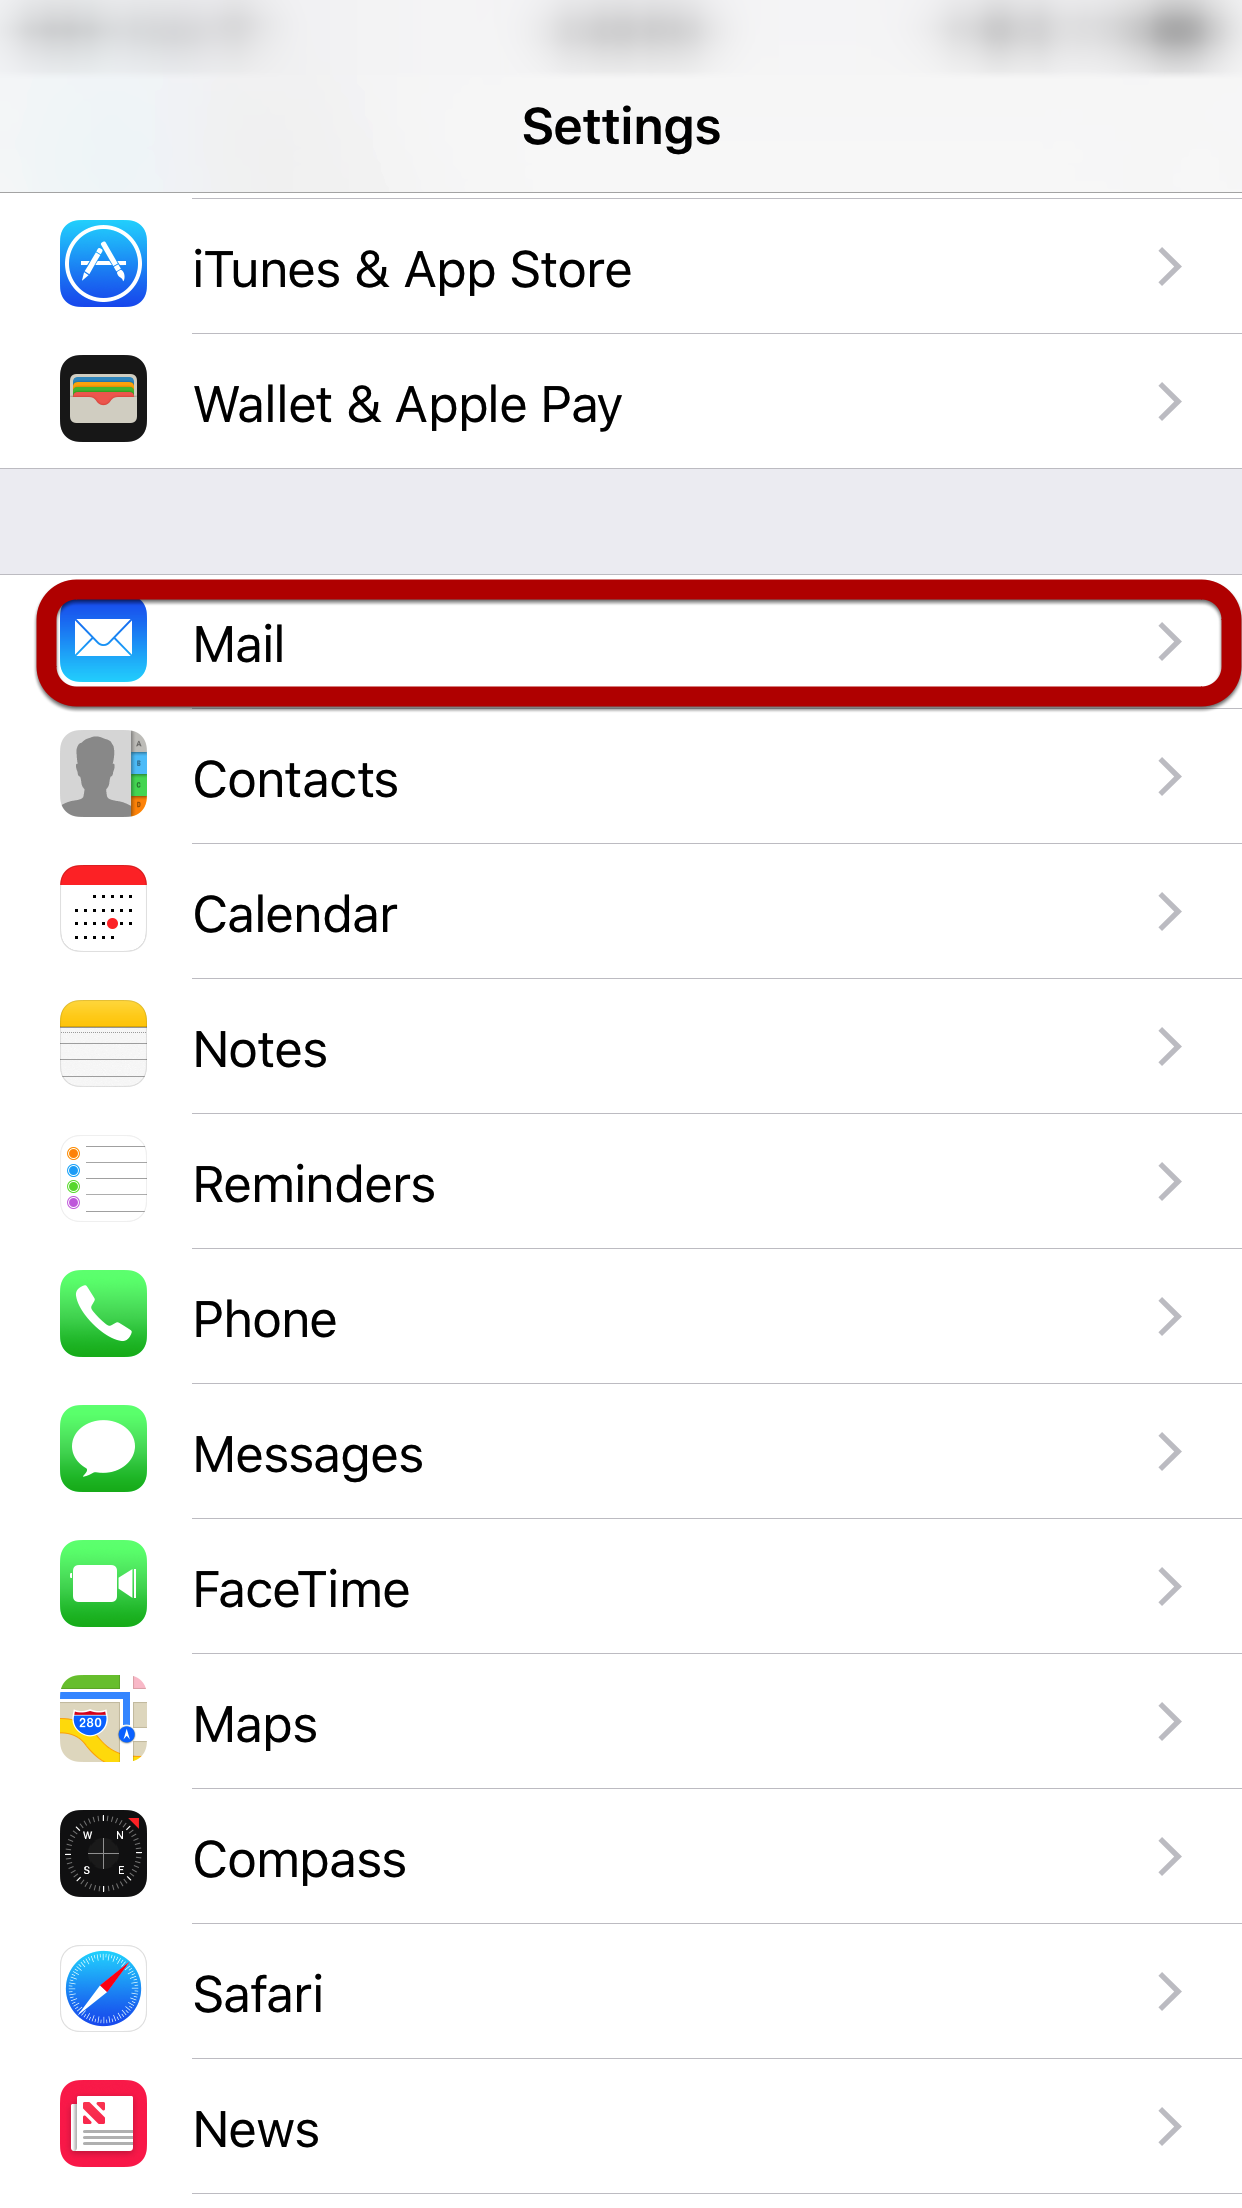 Settings
iTunes & App Store
Wallet & Apple Pay
Mail
Contacts
A
B
C
D
Calendar
Notes
Reminders
Phone
Messages
FaceTime
280
Maps
W N
S E
Compass
Safari
News